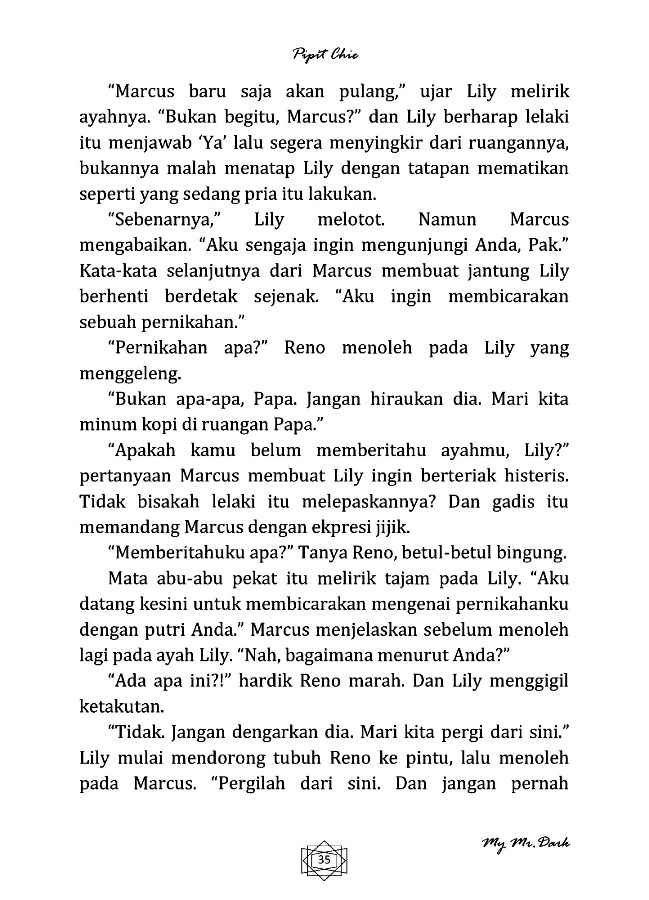 Pipit Chie
“Marcus baru saja akan pulang,” ujar Lily melirik
ayahnya. “Bukan begitu, Marcus?” dan Lily berharap lelaki
itu menjawab ‘Ya’ lalu segera menyingkir dari ruangannya,
bukannya malah menatap Lily dengan tatapan mematikan
seperti yang sedang pria itu lakukan.
“Sebenarnya,” Lily melotot. Namun Marcus
mengabaikan. “Aku sengaja ingin mengunjungi Anda, Pak.”
Kata-kata selanjutnya dari Marcus membuat jantung Lily
berhenti berdetak sejenak. “Aku ingin membicarakan
sebuah pernikahan.”
“Pernikahan apa?” Reno menoleh pada Lily yang
menggeleng.
“Bukan apa-apa, Papa. Jangan hiraukan dia. Mari kita
minum kopi di ruangan Papa.”
“Apakah kamu belum memberitahu ayahmu, Lily?”
pertanyaan Marcus membuat Lily ingin berteriak histeris.
Tidak bisakah lelaki itu melepaskannya? Dan gadis itu
memandang Marcus dengan ekpresi jijik.
“Memberitahuku apa?” Tanya Reno, betul-betul bingung.
Mata abu-abu pekat itu melirik tajam pada Lily. “Aku
datang kesini untuk membicarakan mengenai pernikahanku
dengan putri Anda.” Marcus menjelaskan sebelum menoleh
lagi pada ayah Lily. “Nah, bagaimana menurut Anda?”
“Ada apa ini?!” hardik Reno marah. Dan Lily menggigil
ketakutan.
“Tidak. Jangan dengarkan dia. Mari kita pergi dari sini.”
Lily mulai mendorong tubuh Reno ke pintu, lalu menoleh
pada Marcus. “Pergilah dari sini. Dan jangan pernah
My Mr. Dark
35